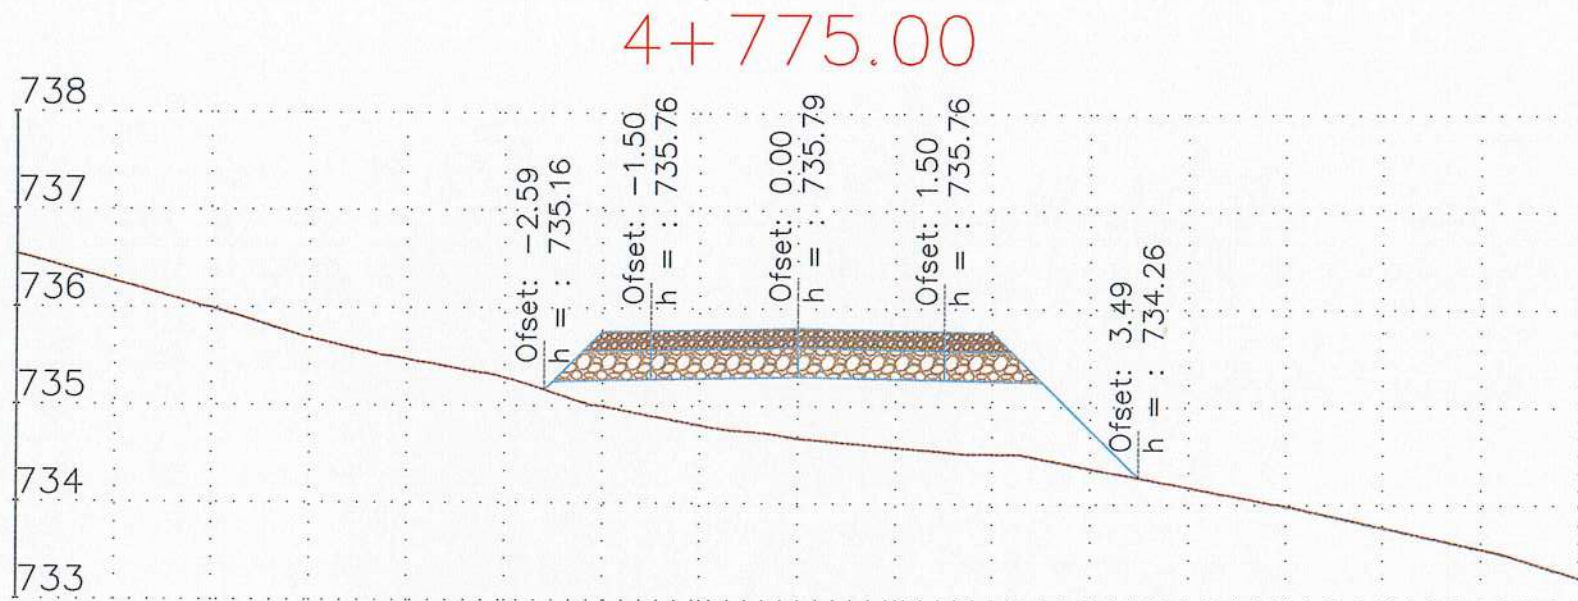 4+775.00
738
737
736
735
734
733
Ofset: -2.59
h = : 735.16
Ofset: -1.50
h = : 735.76
Ofset: 0.00
h = : 735.79
Ofset: 1.50
h = : 735.76
Ofset: 3.49
h = : 734.26